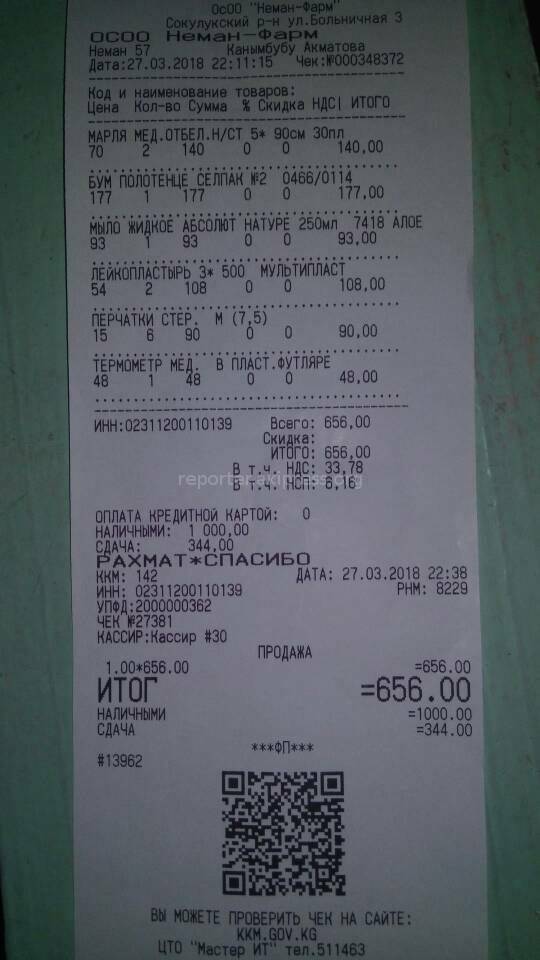 ОсОО "Неман-Фарм"
Сокулукский р-н ул.Больничная 3
ОСОО Неман-Фарм
Неман 57 Канымбубу Акматова
Дата:27.03.2018 22:11:15 Чек:№000348372
Код и наименование товаров:
Цена Кол-во Сумма % Скидка НДС| ИТОГО
МАРЛЯ МЕД.ОТБЕЛ.Н/СТ 5* 90см 30пл
70 2 140 0 0 140,00
БУМ ПОЛОТЕНЦЕ СЕЛПАК №2 0466/0114
177 1 177 0 0 177,00
МЫЛО ЖИДКОЕ АБСОЛЮТ НАТУРЕ 250мл 7418 АЛОЕ
93 1 93 0 0 93,00
ЛЕЙКОПЛАСТЫРЬ 3* 500 МУЛЬТИПЛАСТ
54 2 108 0 0 108,00
ПЕРЧАТКИ СТЕР. М (7,5)
15 6 90 0 0 90,00
ТЕРМОМЕТР МЕД. В ПЛАСТ.ФУТЛЯРЕ
48 1 48 0 0 48,00
ИНН:02311200110139 Всего: 656,00
Скидка:
ИТОГО: 656,00
В т.ч. НДС: 33,78
В т.ч. НСП: 6,16
reporter.akipress.org
ОПЛАТА КРЕДИТНОЙ КАРТОЙ: 0
НАЛИЧНЫМИ: 1 000,00
СДАЧА: 344,00
РАХМАТ*СПАСИБО
ККМ: 142 ДАТА: 27.03.2018 22:38
ИНН: 02311200110139 РНМ: 8229
УПФД:2000000362
ЧЕК №27381
КАССИР:Кассир #30
ПРОДАЖА
1.00*656.00 =656.00
ИТОГ =656.00
НАЛИЧНЫМИ =1000.00
СДАЧА =344.00
***ФП***
#13962
ВЫ МОЖЕТЕ ПРОВЕРИТЬ ЧЕК НА САЙТЕ:
KKM.GOV.KG
ЦТО "Мастер ИТ" тел.511463